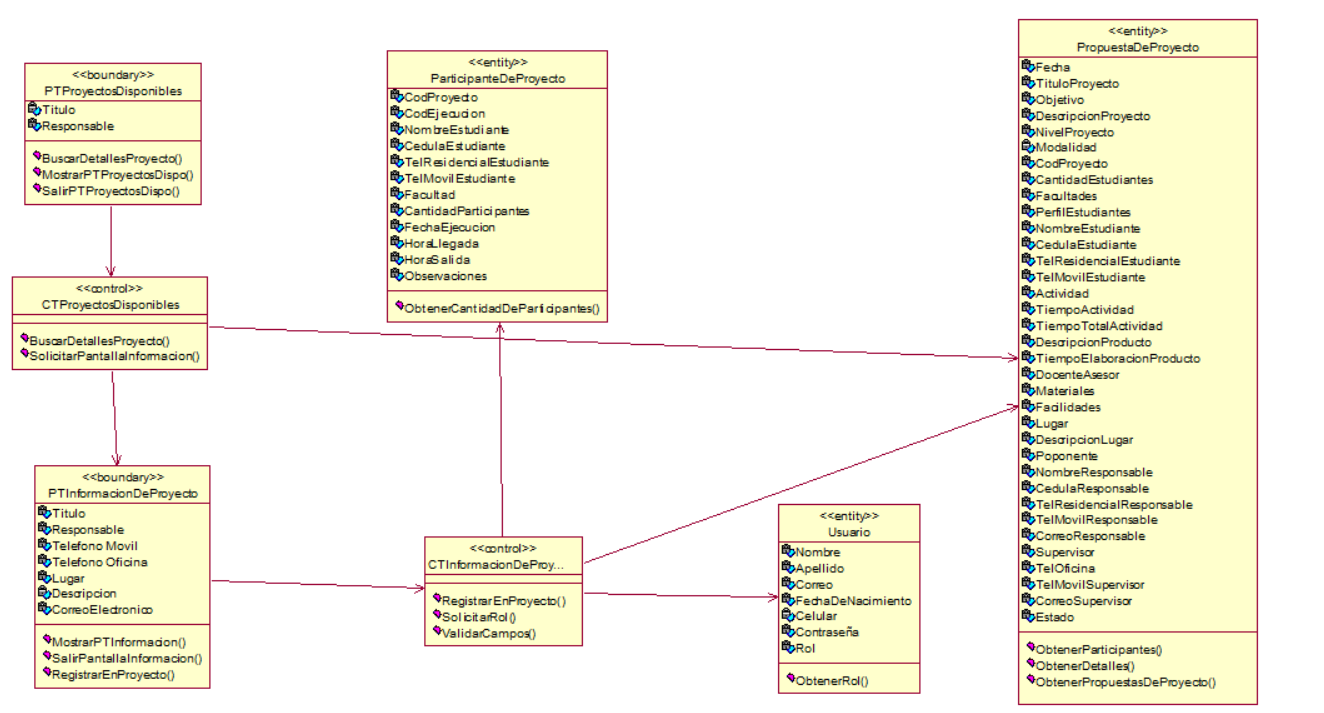 <<boundary>>
PTProyectosDisponibles
Titulo
Responsable
BuscarDetallesProyecto()
MostrarPTProyectosDispo()
SalirPTProyectosDispo()
<<control>>
CTProyectosDisponibles
BuscarDetallesProyecto()
SolicitarPantallaInformacion()
<<boundary>>
PTInformacionDeProyecto
Titulo
Responsable
Telefono Movil
Telefono Oficina
Lugar
Descripcion
CorreoElectronico
MostrarPTInformacion()
SalirPantallaInformacion()
RegistrarEnProyecto()
<<entity>>
ParticipanteDeProyecto
CodProyecto
CodEjecucion
NombreEstudiante
CedulaEstudiante
TelResidencialEstudiante
TelMovilEstudiante
Facultad
CantidadParticipantes
FechaEjecucion
HoraLlegada
HoraSalida
Observaciones
ObtenerCantidadDeParticipantes()
<<control>>
CTInformacionDeProy...
RegistrarEnProyecto()
SolicitarRol()
ValidarCampos()
<<entity>>
Usuario
Nombre
Apellido
Correo
FechaDeNacimiento
Celular
Contraseña
Rol
ObtenerRol()
<<entity>>
PropuestaDeProyecto
Fecha
TituloProyecto
Objetivo
DescripcionProyecto
NivelProyecto
Modalidad
CodProyecto
CantidadEstudiantes
Facultades
PerfilEstudiantes
NombreEstudiante
CedulaEstudiante
TelResidencialEstudiante
TelMovilEstudiante
Actividad
TiempoActividad
TiempoTotalActividad
DescripcionProducto
TiempoElaboracionProducto
DocenteAsesor
Materiales
Facilidades
Lugar
DescripcionLugar
Poponente
NombreResponsable
CedulaResponsable
TelResidencialResponsable
TelMovilResponsable
CorreoResponsable
Supervisor
TelOficina
TelMovilSupervisor
CorreoSupervisor
Estado
ObtenerParticipantes()
ObtenerDetalles()
ObtenerPropuestasDeProyecto()